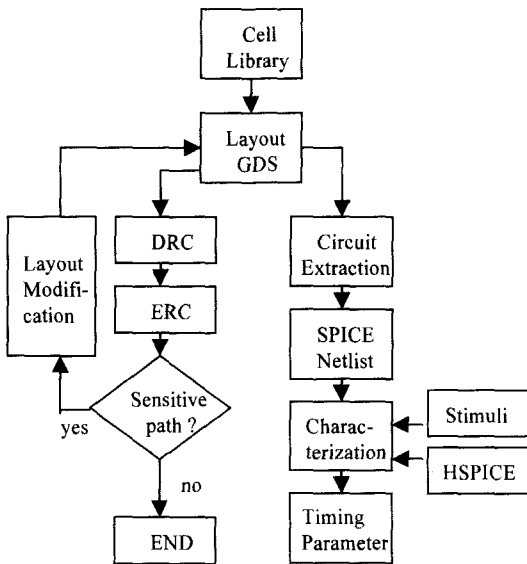 Cell
Library
Layout
GDS
DRC
ERC
Layout
Modifi-
cation
Sensitive
path ?
yes
no
END
Circuit
Extraction
SPICE
Netlist
Charac-
terization
Stimuli
HSPICE
Timing
Parameter